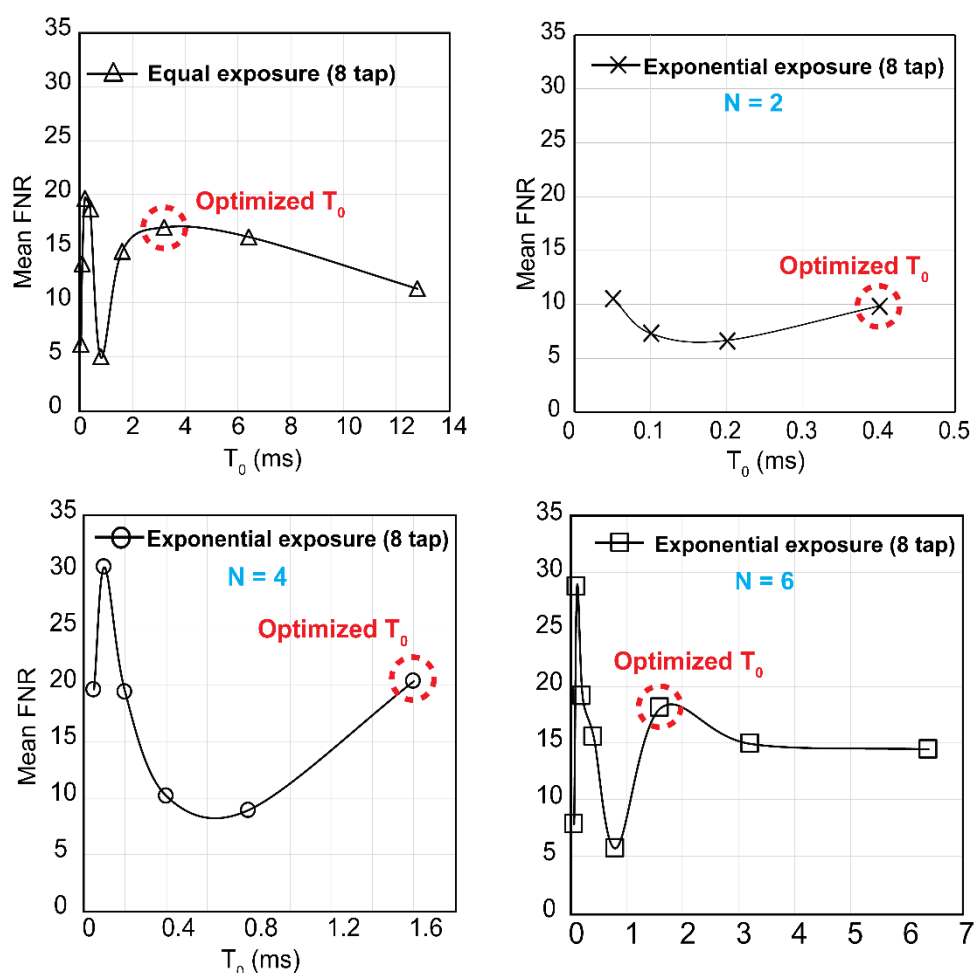 35
30
25
20
15
10
5
0
Mean FNR
Equal exposure (8 tap)
Optimized T0
0 2 4 6 8 10 12 14
T0 (ms)
35
30
25
20
15
10
5
0
Mean FNR
Exponential exposure (8 tap)
N = 2
Optimized T0
0 0.1 0.2 0.3 0.4 0.5
T0 (ms)
35
30
25
20
15
10
5
0
Mean FNR
Exponential exposure (8 tap)
N = 4
Optimized T0
0 0.4 0.8 1.2 1.6
T0 (ms)
35
30
25
20
15
10
5
0
Exponential exposure (8 tap)
N = 6
Optimized T0
0 1 2 3 4 5 6 7